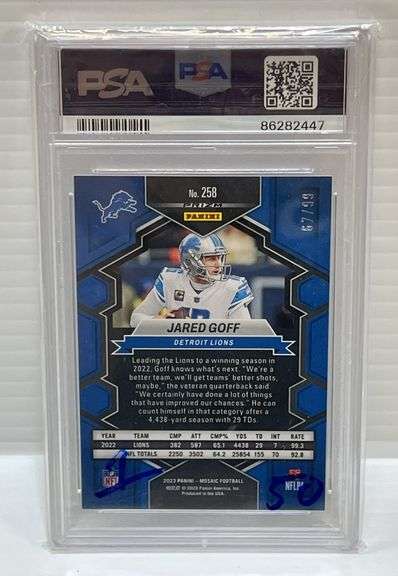 PSA
PSA
86282447
No. 258
PRIZM
PANINI
67/99
JARED GOFF
DETROIT LIONS
Leading the Lions to a winning season in
2022, Goff knows what's next. "We're a
better team, we'll get teams' better shots,
maybe," the veteran quarterback said.
"We certainly have done a lot of things
that have improved our chances." He can
count himself in that category after a
4,438-yard season with 29 TDs.
YEAR TEAM CMP ATT CMP% YDS TD INT RATE
2022 LIONS 382 587 65.1 4438 29 7 99.3
NFL TOTALS 2250 3502 64.2 25854 155 70 92.8
NFL
2023 PANINI - MOSAIC FOOTBALL
© 2023 Panini America, Inc.
Produced in the USA.
NFLPA
50